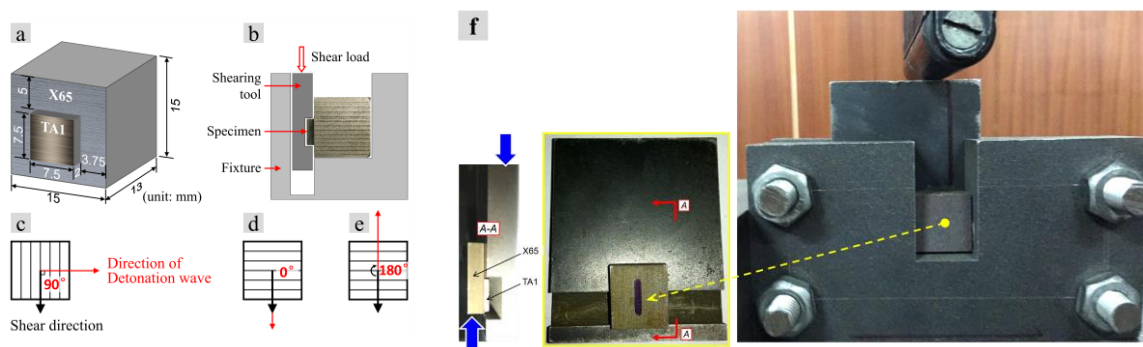 a
X65
TA1
5
7.5
7.5
2
3.75
15
15
13
(unit: mm)
b
Shear load
Shearing
tool
Specimen
Fixture
c
90°
Direction of
Detonation wave
Shear direction
d
0°
e
180°
f
A-A
X65
TA1
A
A